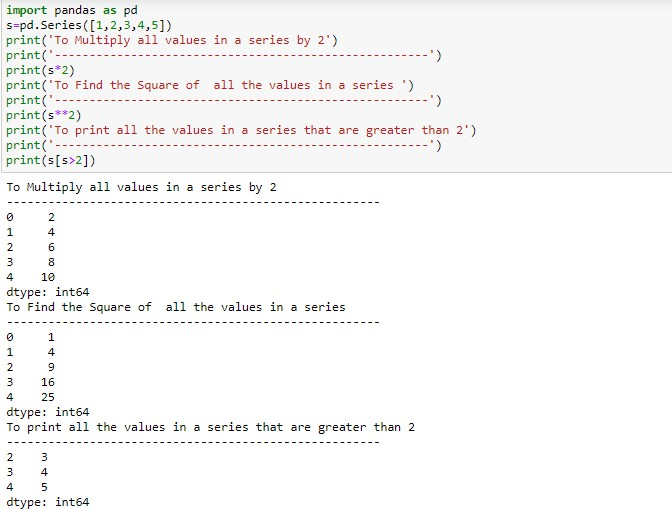 import pandas as pd
s=pd.Series([1,2,3,4,5])
print('To Multiply all values in a series by 2')
print('------------------------------------------------------')
print(s*2)
print('To Find the Square of  all the values in a series ')
print('------------------------------------------------------')
print(s**2)
print('To print all the values in a series that are greater than 2')
print('------------------------------------------------------')
print(s[s>2])
To Multiply all values in a series by 2
------------------------------------------------------
0     2
1     4
2     6
3     8
4    10
dtype: int64
To Find the Square of  all the values in a series
------------------------------------------------------
0     1
1     4
2     9
3    16
4    25
dtype: int64
To print all the values in a series that are greater than 2
------------------------------------------------------
2    3
3    4
4    5
dtype: int64